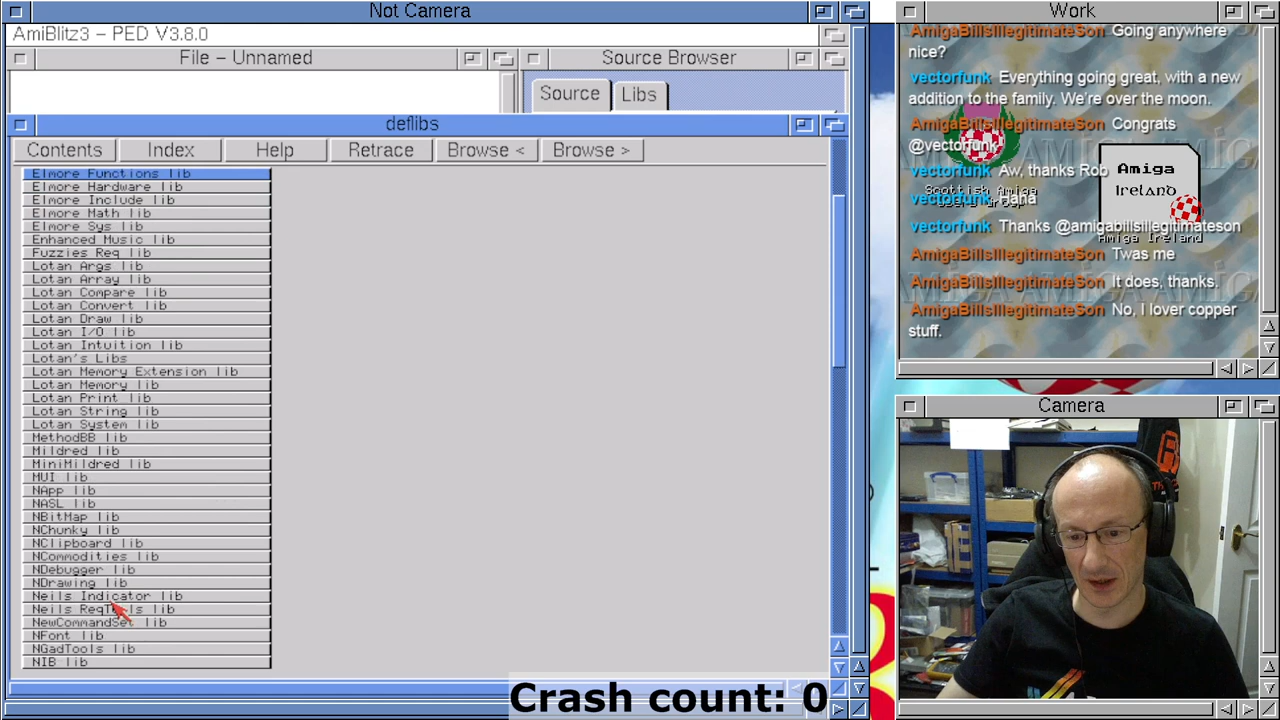 Not Camera
AmiBlitz3 – PED V3.8.0
File – Unnamed
Source Browser
Source
Libs
deflibs
Contents
Index
Help
Retrace
Browse <
Browse >
Elmore Functions lib
Elmore Hardware lib
Elmore Include lib
Elmore Math lib
Elmore Sys lib
Enhanced Music lib
Fuzzies Req lib
Lotan Args lib
Lotan Array lib
Lotan Compare lib
Lotan Convert lib
Lotan Draw lib
Lotan I/O lib
Lotan Intuition lib
Lotan's Libs
Lotan Memory Extension lib
Lotan Memory lib
Lotan Print lib
Lotan String lib
Lotan System lib
MethodBB lib
Mildred lib
MiniMildred lib
MUI lib
NApp lib
NASL lib
NBitMap lib
NChunky lib
NClipboard lib
NCommodities lib
NDebugger lib
NDrawing lib
Neils Indicator lib
Neils ReqTools lib
NewCommandSet lib
NFont lib
NGadTools lib
NIB lib
Crash count: 0
Work
AmigaBillsIllegitimateSon Going anywhere
nice?
vectorfunk Everything going great, with a new
addition to the family. We're over the moon.
AmigaBillsIllegitimateSon Congrats
@vectorfunk
vectorfunk Aw, thanks Rob
vectorfunk Haha
vectorfunk Thanks @amigabillsillegitimateson
AmigaBillsIllegitimateSon Twas me
AmigaBillsIllegitimateSon It does, thanks.
AmigaBillsIllegitimateSon No, I lover copper
stuff.
Scottish Amiga
Amiga
Ireland
Amiga Ireland
Camera